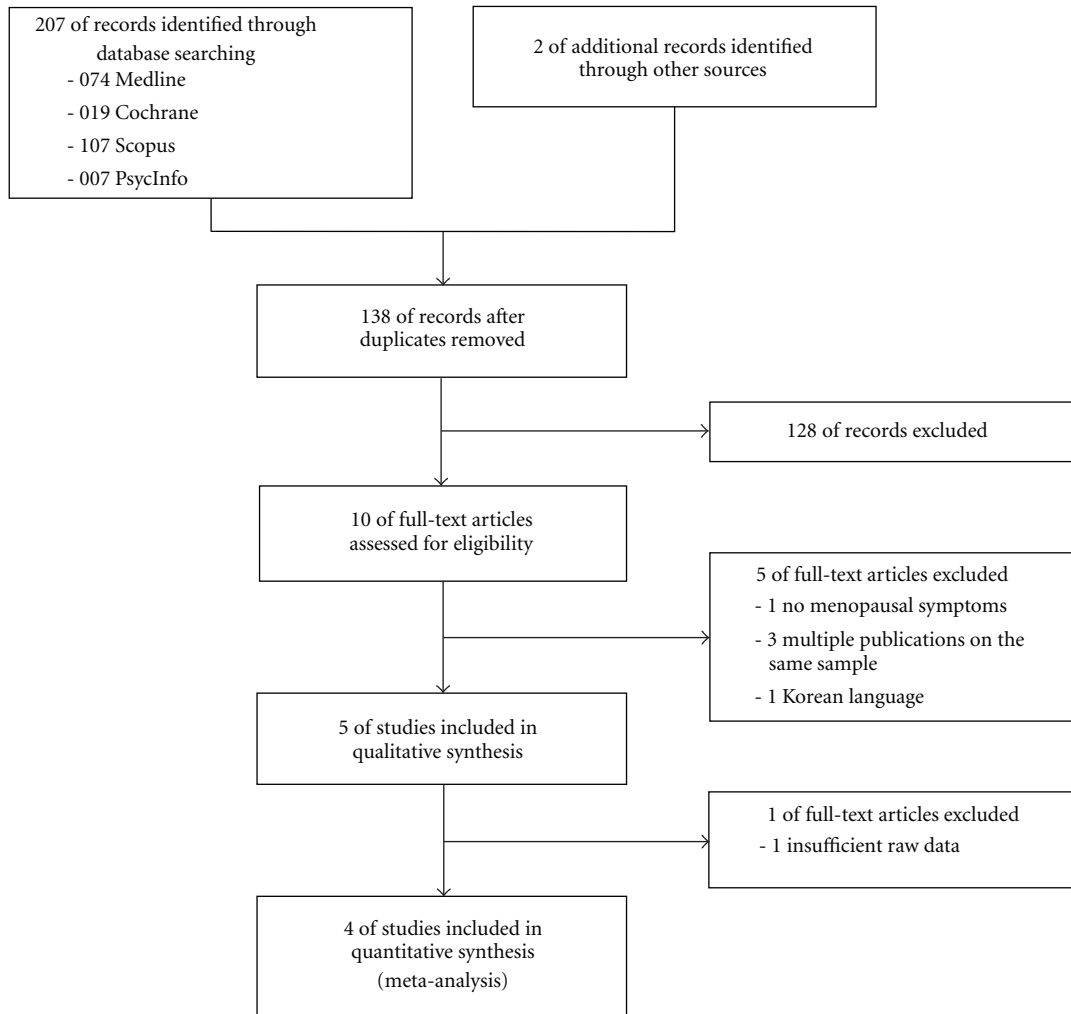 207 of records identified through
database searching
- 074 Medline
- 019 Cochrane
- 107 Scopus
- 007 PsycInfo
2 of additional records identified
through other sources
138 of records after
duplicates removed
128 of records excluded
10 of full-text articles
assessed for eligibility
5 of full-text articles excluded
- 1 no menopausal symptoms
- 3 multiple publications on the
same sample
- 1 Korean language
5 of studies included in
qualitative synthesis
1 of full-text articles excluded
- 1 insufficient raw data
4 of studies included in
quantitative synthesis
(meta-analysis)